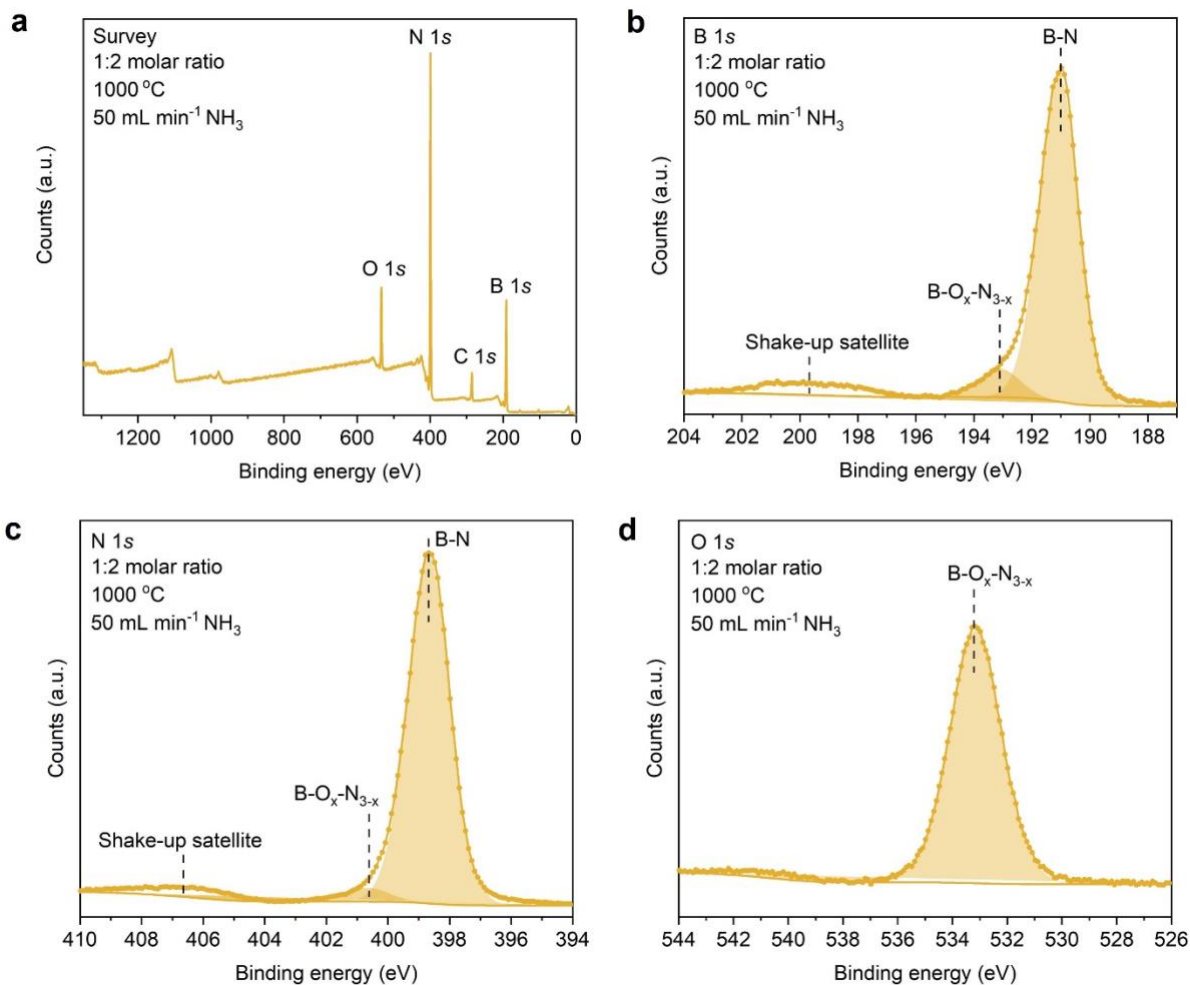 a
Survey
1:2 molar ratio
1000 °C
50 mL min⁻¹ NH₃
N 1s
O 1s
C 1s
B 1s
Counts (a.u.)
1200 1000 800 600 400 200 0
Binding energy (eV)
b
B 1s
1:2 molar ratio
1000 °C
50 mL min⁻¹ NH₃
B-N
B-Oₓ-N₃₋ₓ
Shake-up satellite
Counts (a.u.)
204 202 200 198 196 194 192 190 188
Binding energy (eV)
c
N 1s
1:2 molar ratio
1000 °C
50 mL min⁻¹ NH₃
B-N
B-Oₓ-N₃₋ₓ
Shake-up satellite
Counts (a.u.)
410 408 406 404 402 400 398 396 394
Binding energy (eV)
d
O 1s
1:2 molar ratio
1000 °C
50 mL min⁻¹ NH₃
B-Oₓ-N₃₋ₓ
Counts (a.u.)
544 542 540 538 536 534 532 530 528 526
Binding energy (eV)